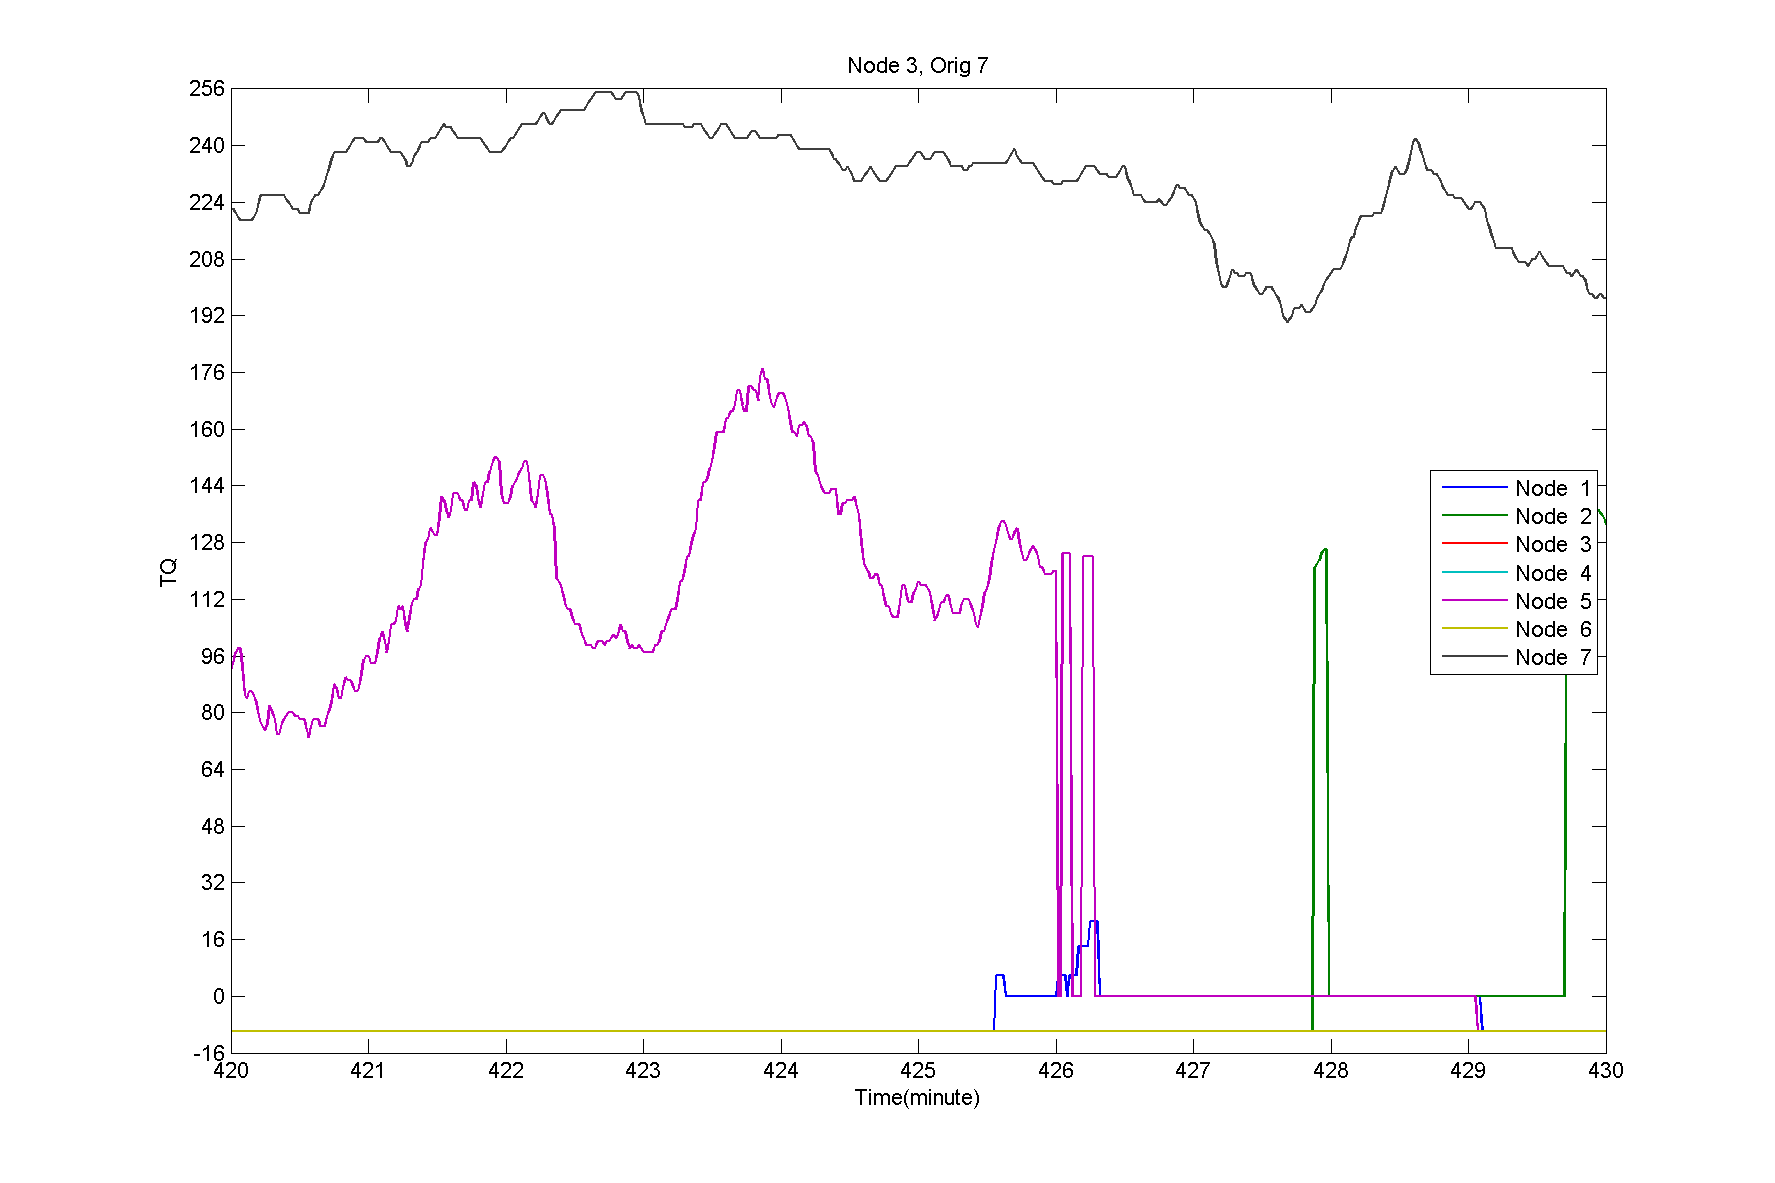 Node 3, Orig 7
256
240
224
208
192
176
160
144
128
112
96
80
64
48
32
16
0
-16
TQ
Node 1
Node 2
Node 3
Node 4
Node 5
Node 6
Node 7
420 421 422 423 424 425 426 427 428 429 430
Time(minute)